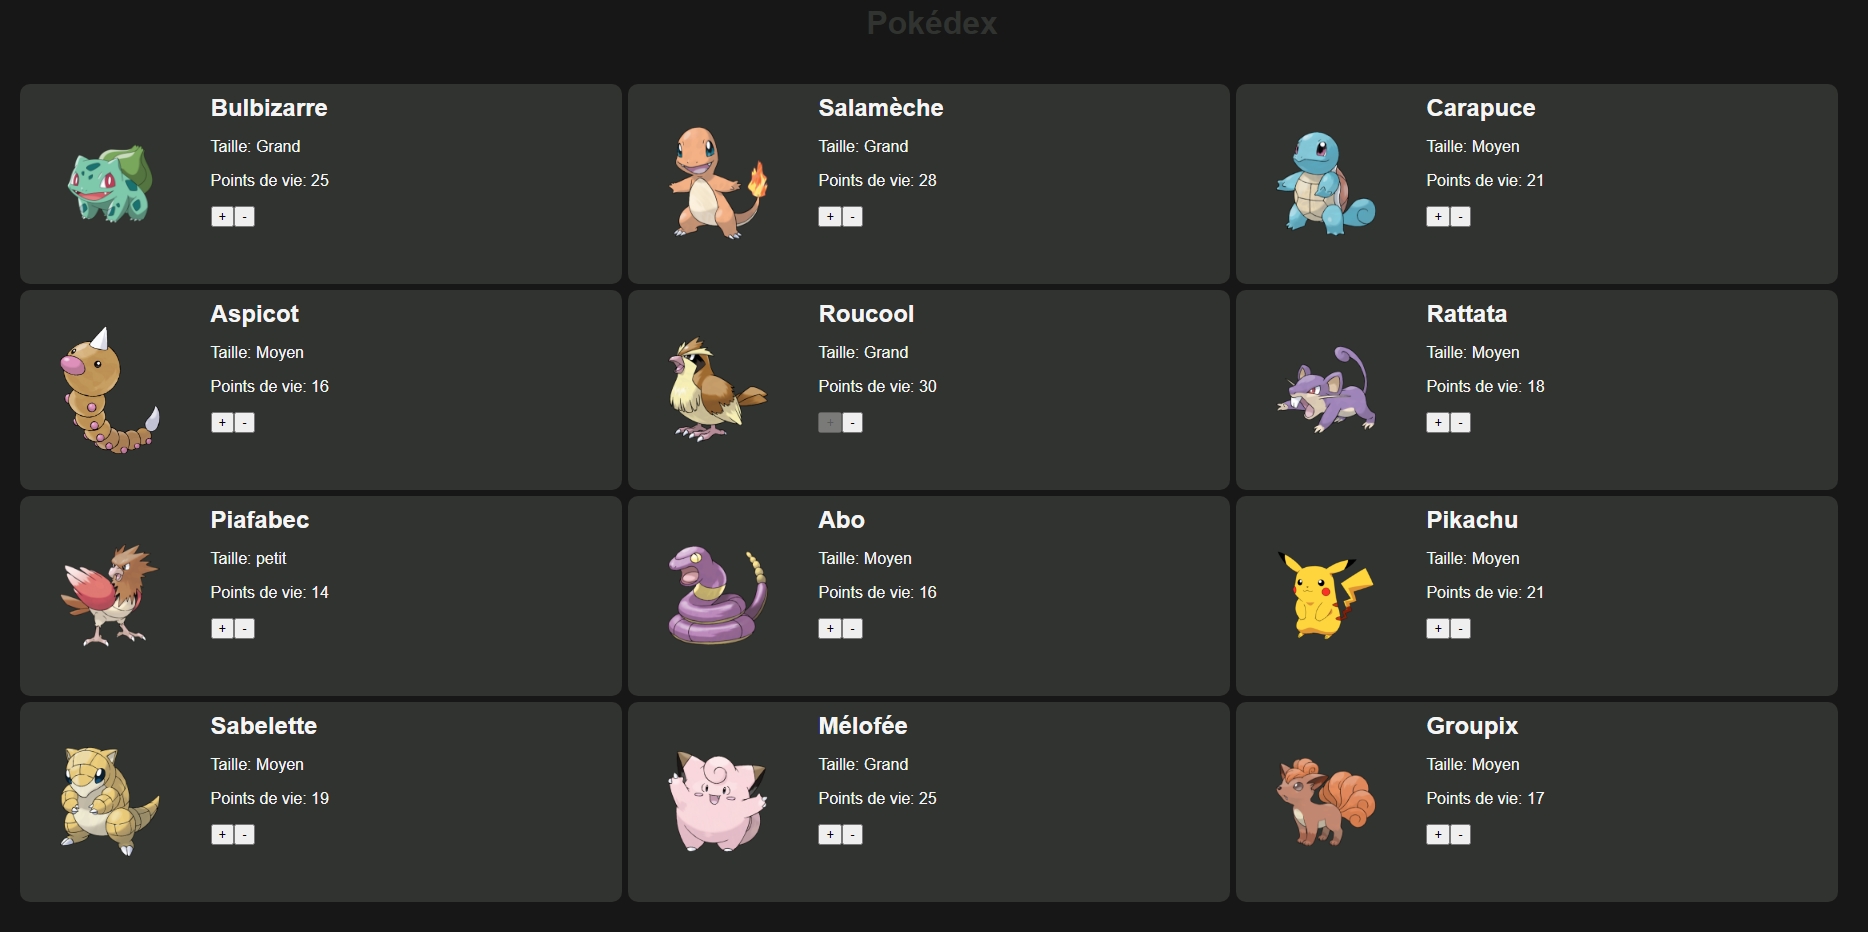 Pokédex
Bulbizarre
Taille: Grand
Points de vie: 25
+ -
Salamèche
Taille: Grand
Points de vie: 28
+ -
Carapuce
Taille: Moyen
Points de vie: 21
+ -
Aspicot
Taille: Moyen
Points de vie: 16
+ -
Roucool
Taille: Grand
Points de vie: 30
+ -
Rattata
Taille: Moyen
Points de vie: 18
+ -
Piafabec
Taille: petit
Points de vie: 14
+ -
Abo
Taille: Moyen
Points de vie: 16
+ -
Pikachu
Taille: Moyen
Points de vie: 21
+ -
Sabelette
Taille: Moyen
Points de vie: 19
+ -
Mélofée
Taille: Grand
Points de vie: 25
+ -
Groupix
Taille: Moyen
Points de vie: 17
+ -